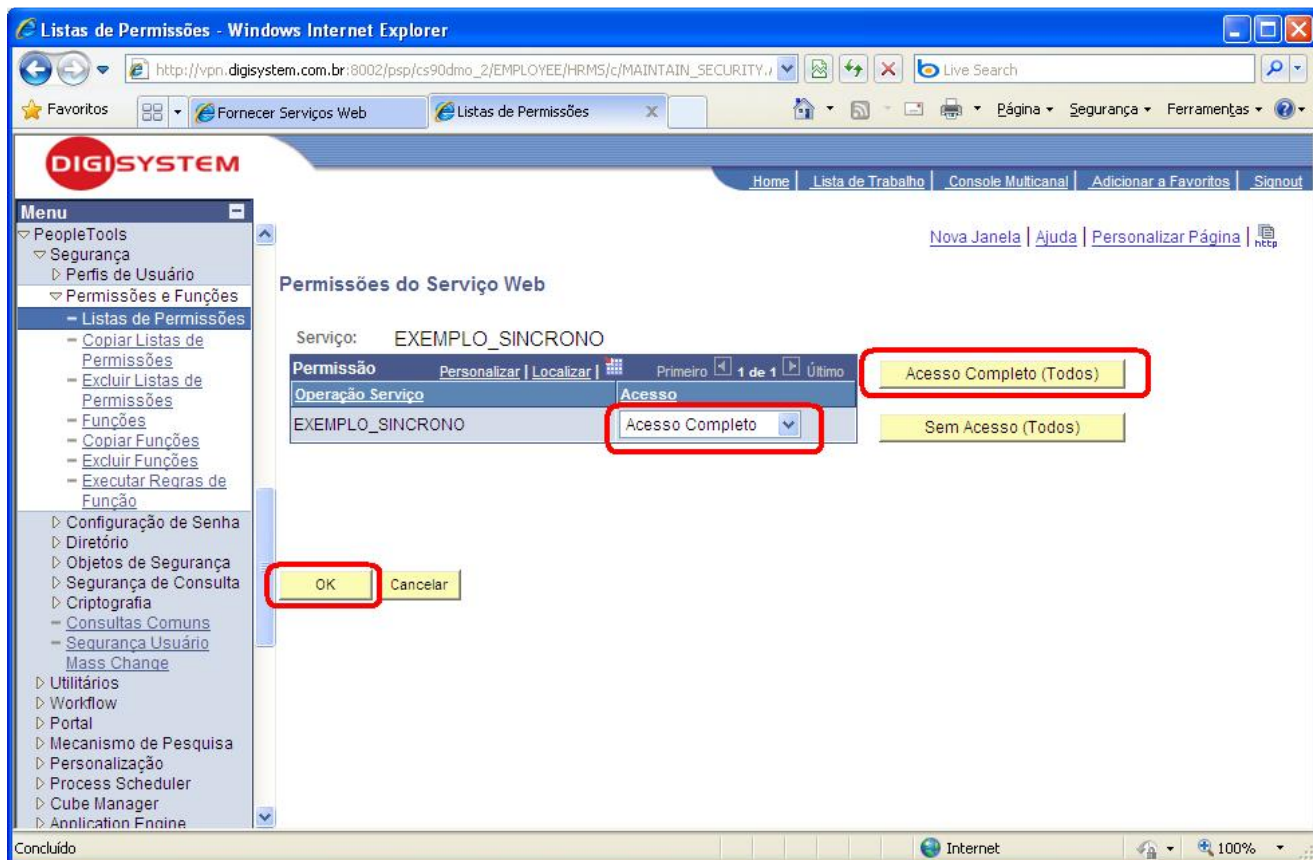 Listas de Permissões - Windows Internet Explorer
http://vpn.digisystem.com.br:8002/psp/cs90dmo_2/EMPLOYEE/HRMS/c/MAINTAIN_SECURITY.
Live Search
Favoritos
Fornecer Serviços Web
Listas de Permissões
Página
Segurança
Ferramentas
DIGISYSTEM
Home
Lista de Trabalho
Console Multicanal
Adicionar a Favoritos
Signout
Menu
PeopleTools
Segurança
Perfis de Usuário
Permissões e Funções
Listas de Permissões
Copiar Listas de
Permissões
Excluir Listas de
Permissões
Funções
Copiar Funções
Excluir Funções
Executar Regras de
Função
Configuração de Senha
Diretório
Objetos de Segurança
Segurança de Consulta
Criptografia
Consultas Comuns
Segurança Usuário
Mass Change
Utilitários
Workflow
Portal
Mecanismo de Pesquisa
Personalização
Process Scheduler
Cube Manager
Application Engine
Nova Janela | Ajuda | Personalizar Página |
http
Permissões do Serviço Web
Serviço: EXEMPLO_SINCRONO
Permissão Personalizar | Localizar | Primeiro 1 de 1 Último
Operação Serviço Acesso
EXEMPLO_SINCRONO Acesso Completo
Acesso Completo (Todos)
Sem Acesso (Todos)
OK
Cancelar
Concluído
Internet
100%